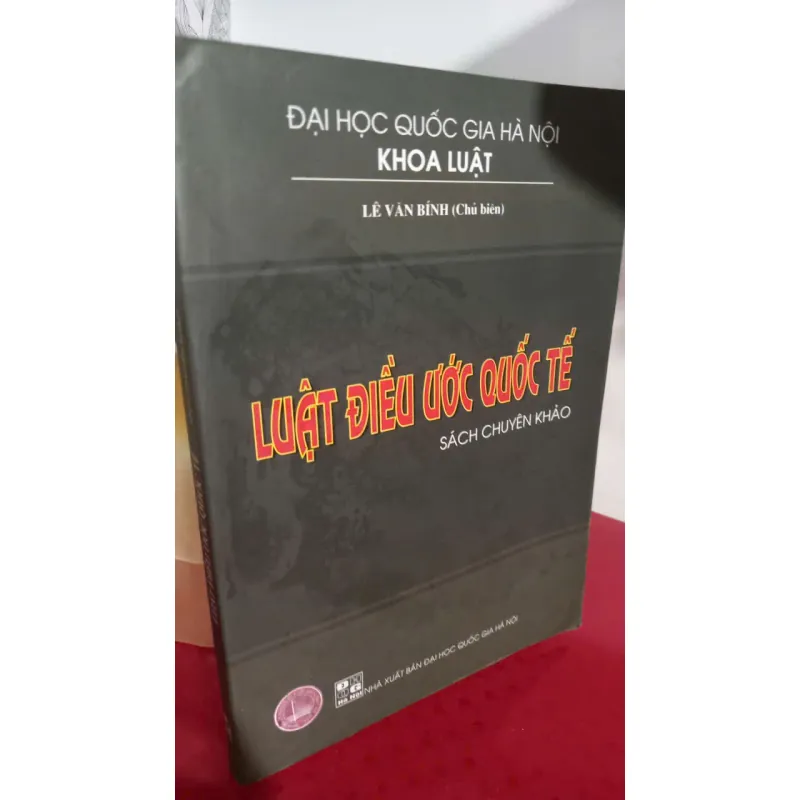 ĐẠI HỌC QUỐC GIA HÀ NỘI
KHOA LUẬT
LÊ VĂN BÍNH (Chủ biên)
LUẬT ĐIỀU ƯỚC QUỐC TẾ
SÁCH CHUYÊN KHẢO
NHÀ XUẤT BẢN ĐẠI HỌC QUỐC GIA HÀ NỘI